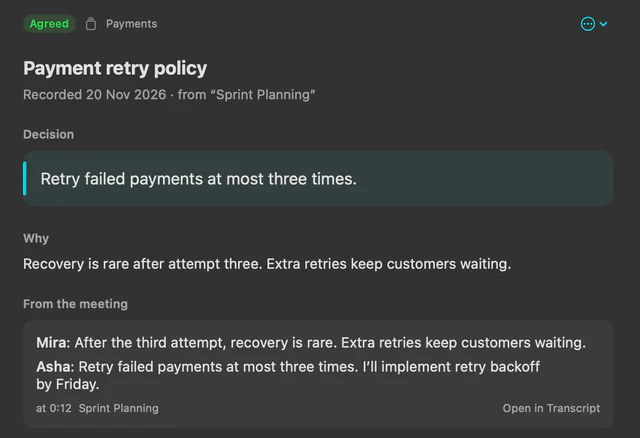 Agreed Payments
Payment retry policy
Recorded 20 Nov 2026 · from “Sprint Planning”
Decision
Retry failed payments at most three times.
Why
Recovery is rare after attempt three. Extra retries keep customers waiting.
From the meeting
Mira: After the third attempt, recovery is rare. Extra retries keep customers waiting.
Asha: Retry failed payments at most three times. I’ll implement retry backoff
by Friday.
at 0:12 Sprint Planning Open in Transcript